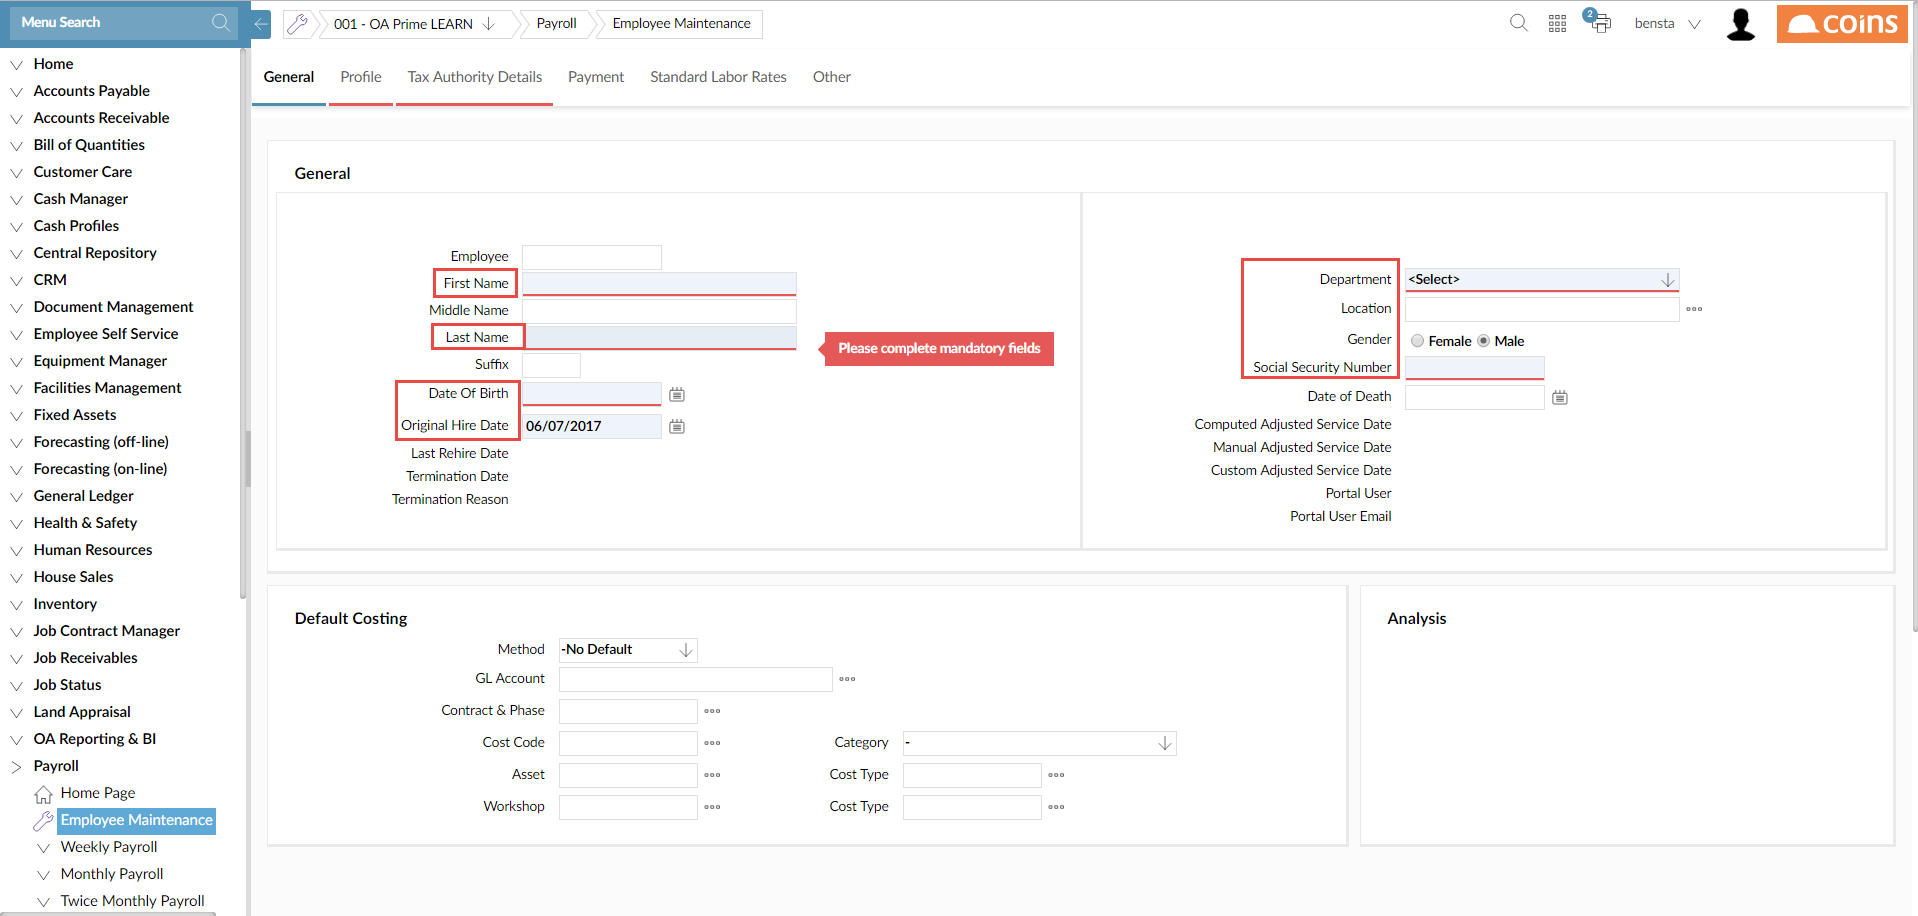 Menu Search
001 - OA Prime LEARN
Payroll
Employee Maintenance
2
bensta
coins
Home
Accounts Payable
Accounts Receivable
Bill of Quantities
Customer Care
Cash Manager
Cash Profiles
Central Repository
CRM
Document Management
Employee Self Service
Equipment Manager
Facilities Management
Fixed Assets
Forecasting (off-line)
Forecasting (on-line)
General Ledger
Health & Safety
Human Resources
House Sales
Inventory
Job Contract Manager
Job Receivables
Job Status
Land Appraisal
OA Reporting & BI
Payroll
Home Page
Employee Maintenance
Weekly Payroll
Monthly Payroll
Twice Monthly Payroll
General Profile Tax Authority Details Payment Standard Labor Rates Other
General
Employee
First Name
Middle Name
Last Name
Suffix
Date Of Birth
Original Hire Date 06/07/2017
Last Rehire Date
Termination Date
Termination Reason
Please complete mandatory fields
Department <Select>
Location
Gender Female Male
Social Security Number
Date of Death
Computed Adjusted Service Date
Manual Adjusted Service Date
Custom Adjusted Service Date
Portal User
Portal User Email
Default Costing
Method -No Default
GL Account
Contract & Phase
Cost Code Category -
Asset Cost Type
Workshop Cost Type
Analysis